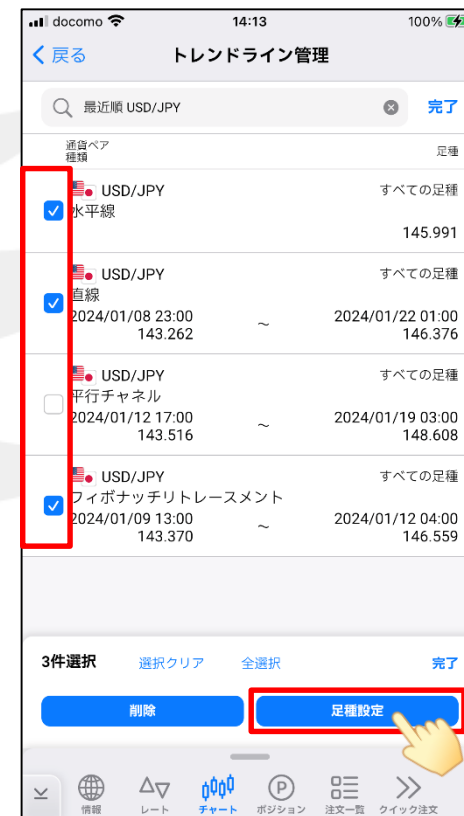 docomo 14:13 100%
戻る トレンドライン管理
最近順 USD/JPY 完了
通貨ペア
種類 足種
USD/JPY すべての足種
水平線
145.991
USD/JPY すべての足種
直線
2024/01/08 23:00 ～ 2024/01/22 01:00
143.262 146.376
USD/JPY すべての足種
平行チャネル
2024/01/12 17:00 ～ 2024/01/19 03:00
143.516 148.608
USD/JPY すべての足種
フィボナッチリトレースメント
2024/01/09 13:00 ～ 2024/01/12 04:00
143.370 146.559
3件選択 選択クリア 全選択 完了
削除 足種設定
P
情報 レート チャート ポジション 注文一覧 クイック注文